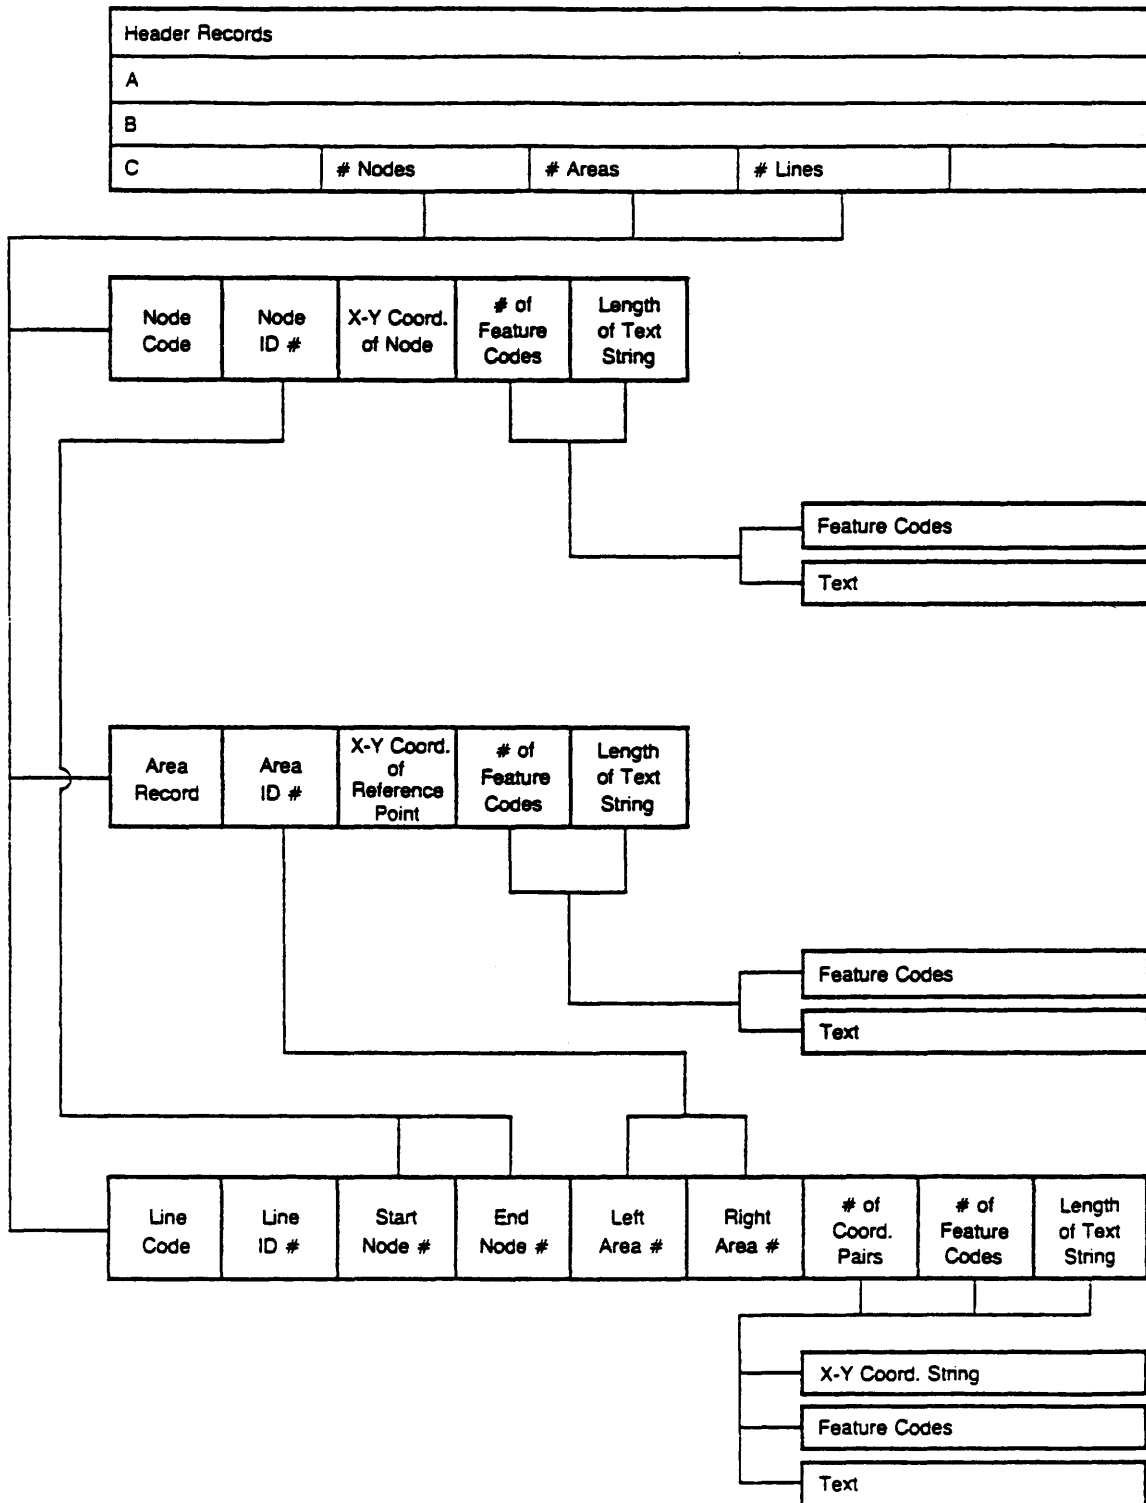 Header Records
A
B
C
# Nodes
# Areas
# Lines
Node
Code
Node
ID #
X-Y Coord.
of Node
# of
Feature
Codes
Length
of Text
String
Feature Codes
Text
Area
Record
Area
ID #
X-Y Coord.
of
Reference
Point
# of
Feature
Codes
Length
of Text
String
Feature Codes
Text
Line
Code
Line
ID #
Start
Node #
End
Node #
Left
Area #
Right
Area #
# of
Coord.
Pairs
# of
Feature
Codes
Length
of Text
String
X-Y Coord. String
Feature Codes
Text